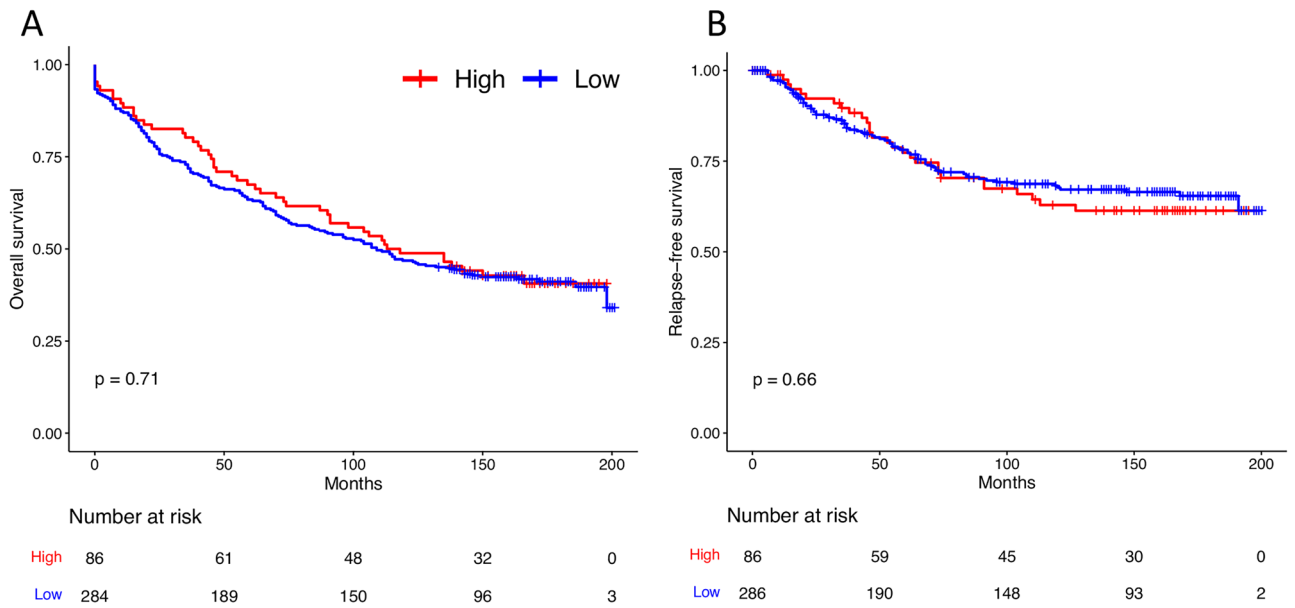 A
B
High Low
Overall survival
1.00
0.75
0.50
0.25
0.00
p = 0.71
0 50 100 150 200
Months
Number at risk
High 86 61 48 32 0
Low 284 189 150 96 3
Relapse−free survival
1.00
0.75
0.50
0.25
0.00
p = 0.66
0 50 100 150 200
Months
Number at risk
High 86 59 45 30 0
Low 286 190 148 93 2